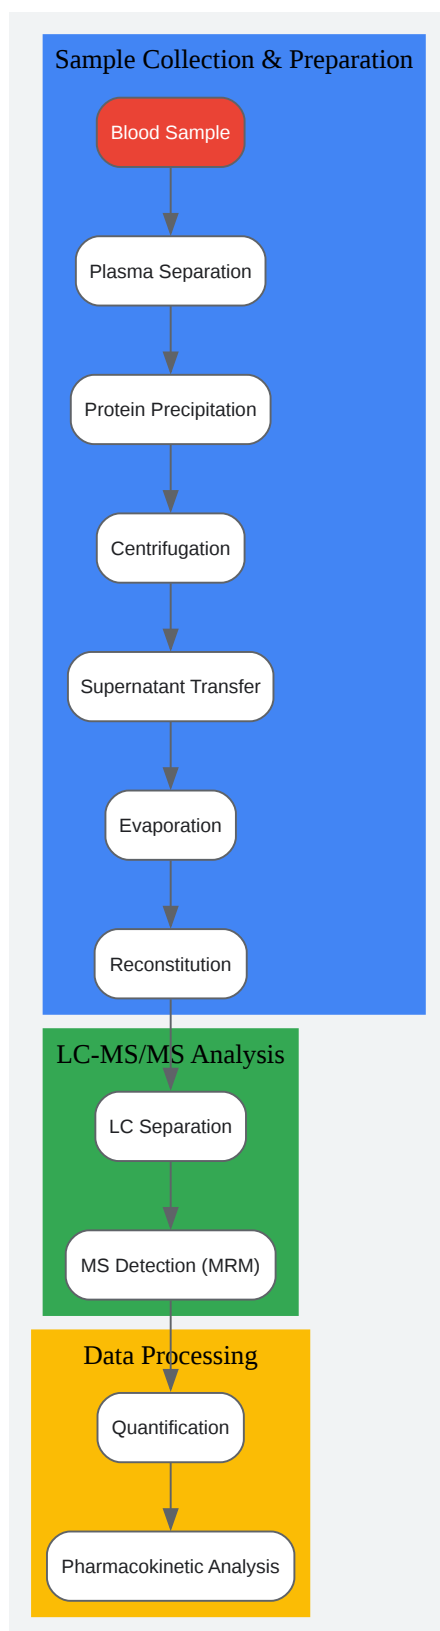 Sample Collection & Preparation
Blood Sample
Plasma Separation
Protein Precipitation
Centrifugation
Supernatant Transfer
Evaporation
Reconstitution
LC-MS/MS Analysis
LC Separation
MS Detection (MRM)
Data Processing
Quantification
Pharmacokinetic Analysis